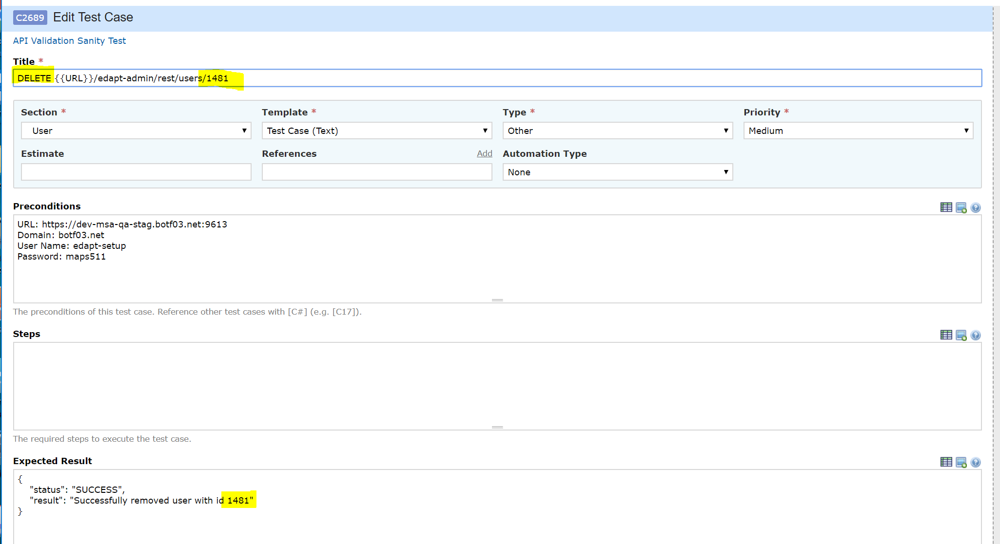 C2689 Edit Test Case
API Validation Sanity Test
Title *
DELETE {{URL}}/edapt-admin/rest/users/1481
Section * Template * Type * Priority *
User Test Case (Text) Other Medium
Estimate References Add Automation Type
None
Preconditions
URL: https://dev-msa-qa-stag.botf03.net:9613
Domain: botf03.net
User Name: edapt-setup
Password: maps511
The preconditions of this test case. Reference other test cases with [C#] (e.g. [C17]).
Steps
The required steps to execute the test case.
Expected Result
{
"status": "SUCCESS",
"result": "Successfully removed user with id 1481"
}